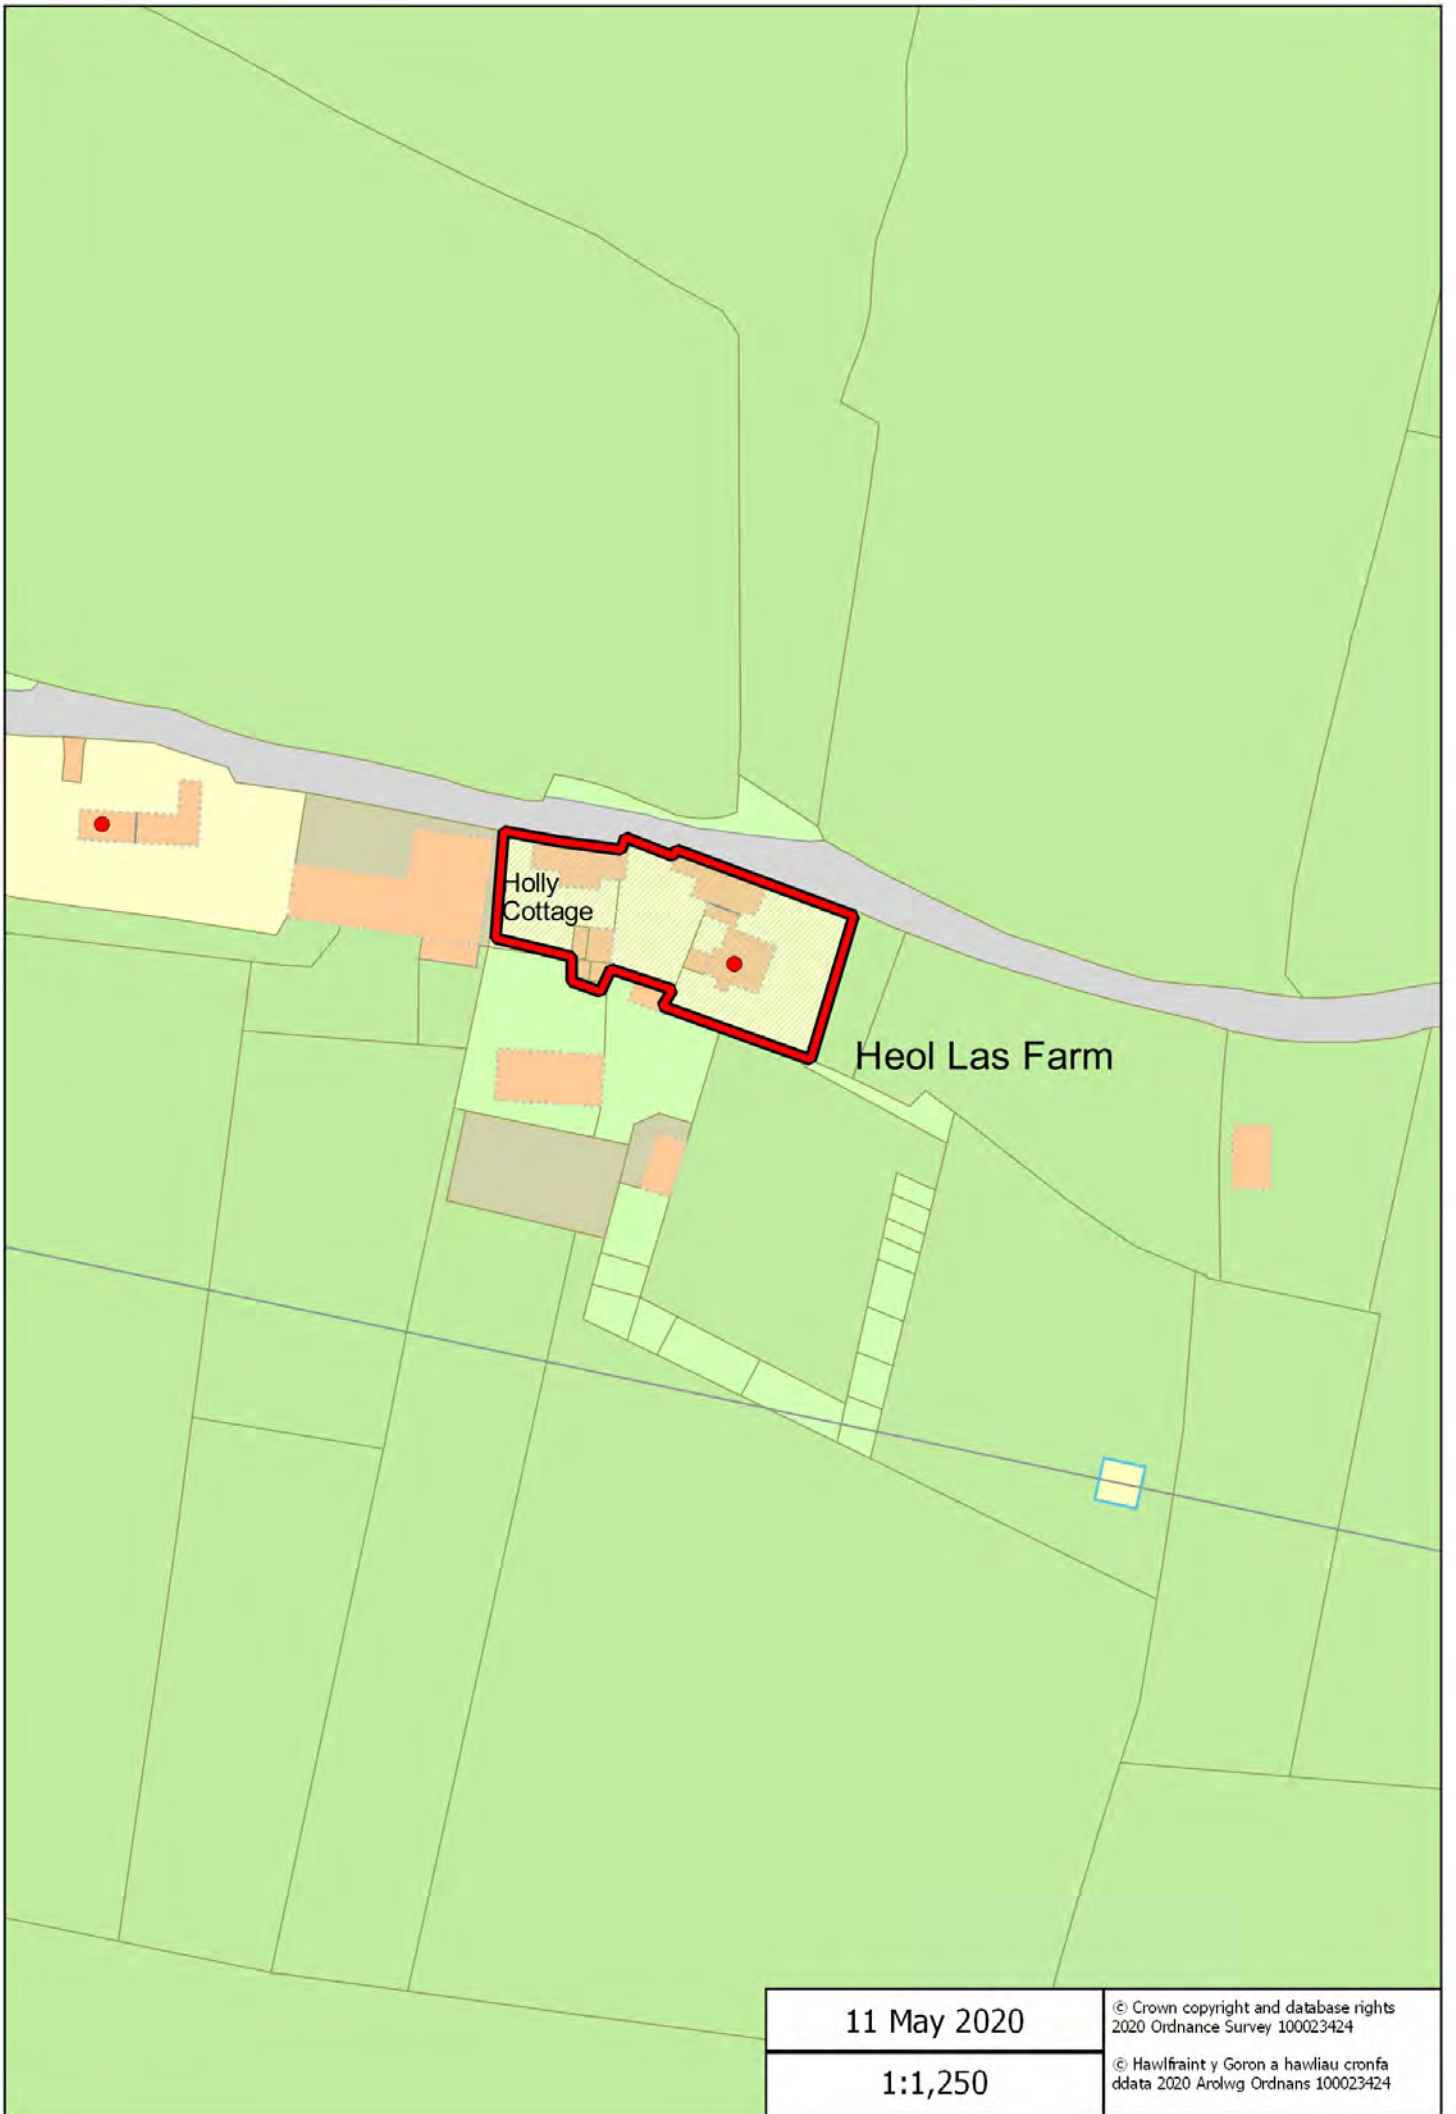 Holly
Cottage
Heol Las Farm
11 May 2020
1:1,250
© Crown copyright and database rights
2020 Ordnance Survey 100023424
© Hawlfraint y Goron a hawliau cronfa
ddata 2020 Arolwg Ordnans 100023424